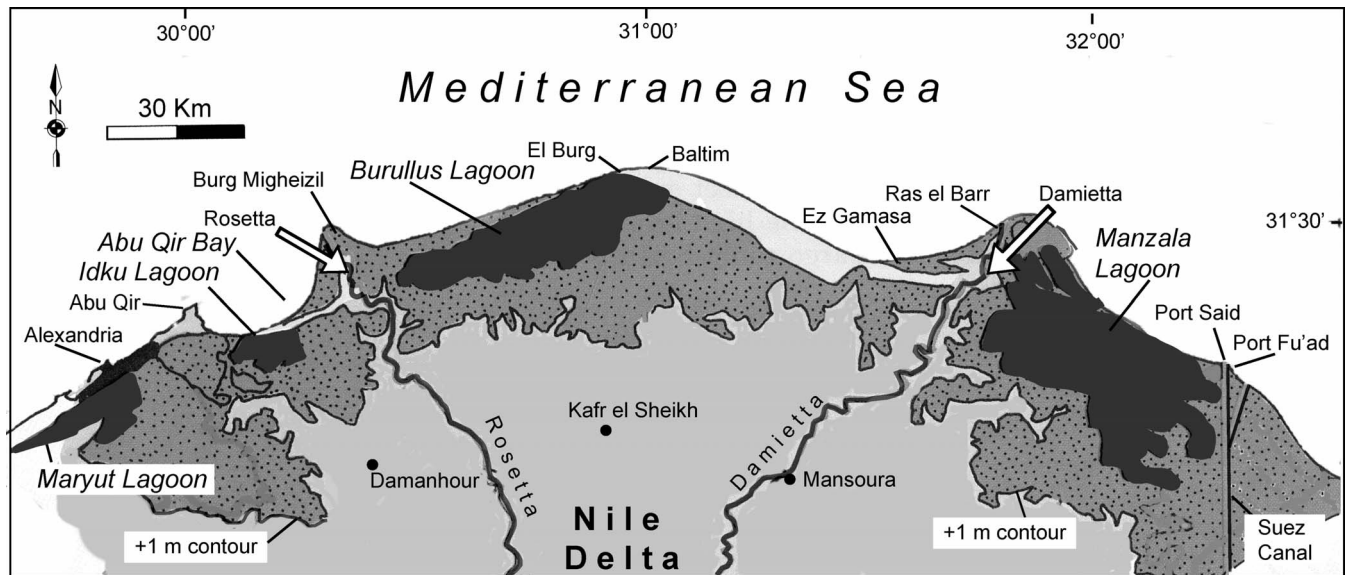 30°00'
31°00'
32°00'
Mediterranean Sea
N
30 Km
El Burg
Baltim
Burullus Lagoon
Burg Migheizil
Ras el Barr
Damietta
Rosetta
Ez Gamasa
31°30'
Abu Qir Bay
Manzala
Lagoon
Idku Lagoon
Abu Qir
Port Said
Alexandria
Port Fu'ad
Kafr el Sheikh
Rosetta
Damietta
Maryut Lagoon
Damanhour
Mansoura
Nile
Delta
+1 m contour
+1 m contour
Suez
Canal